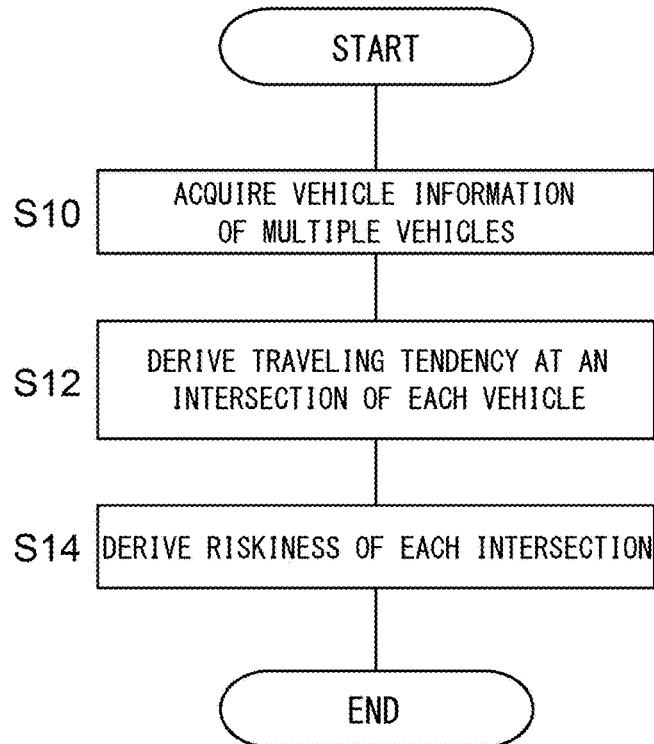 START
S10
ACQUIRE VEHICLE INFORMATION
OF MULTIPLE VEHICLES
S12
DERIVE TRAVELING TENDENCY AT AN
INTERSECTION OF EACH VEHICLE
S14
DERIVE RISKINESS OF EACH INTERSECTION
END